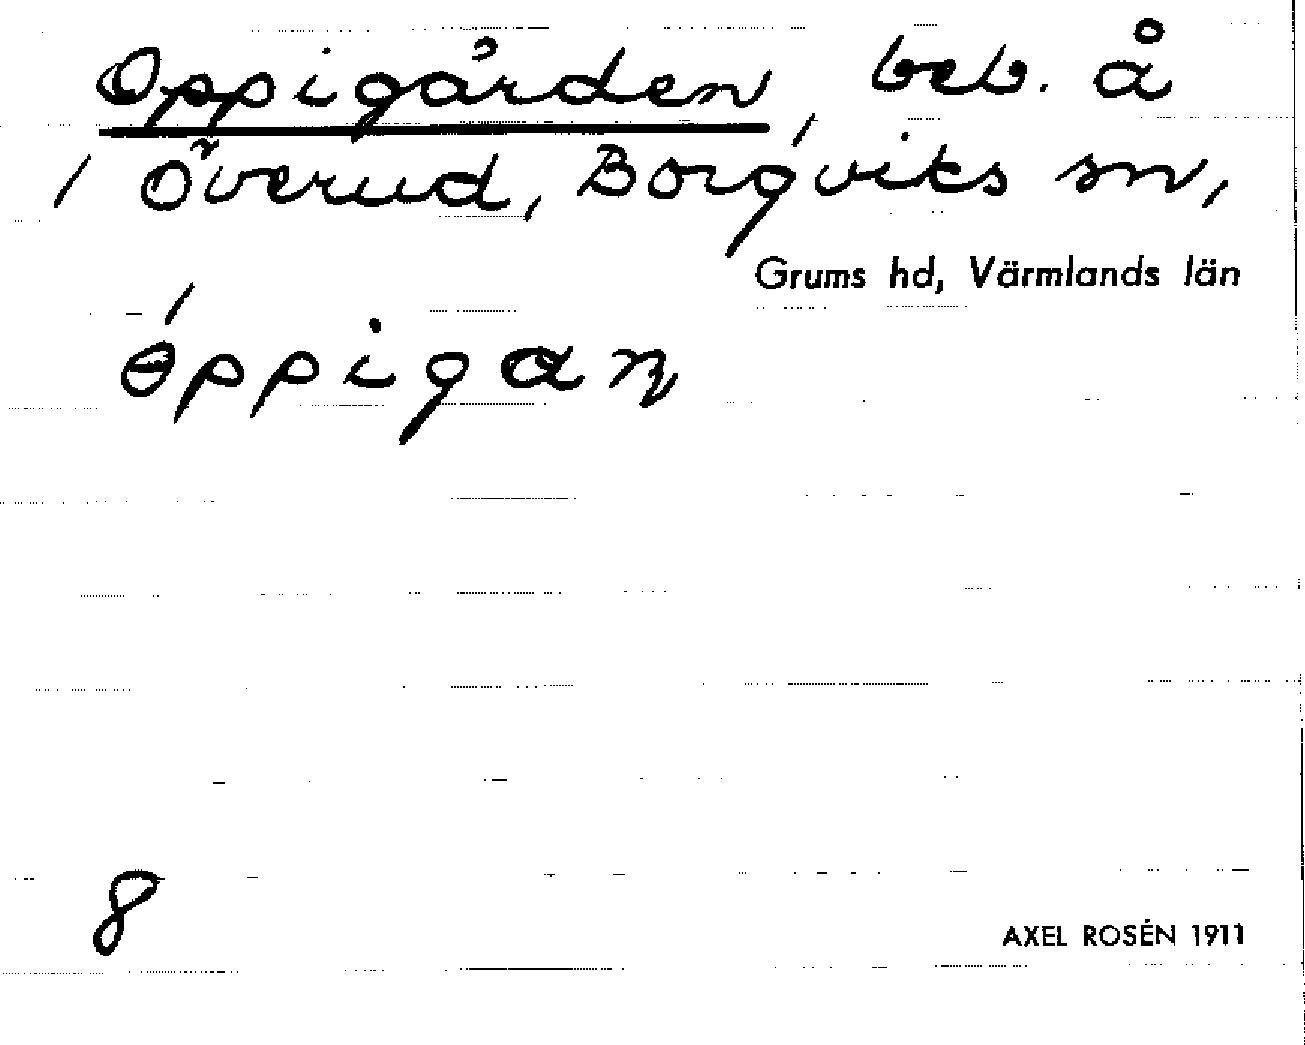 Oppigården, beb. å
/ Överud, Borgviks sn,
Grums hd, Värmlands län
óppigan
8
AXEL ROSÉN 1911